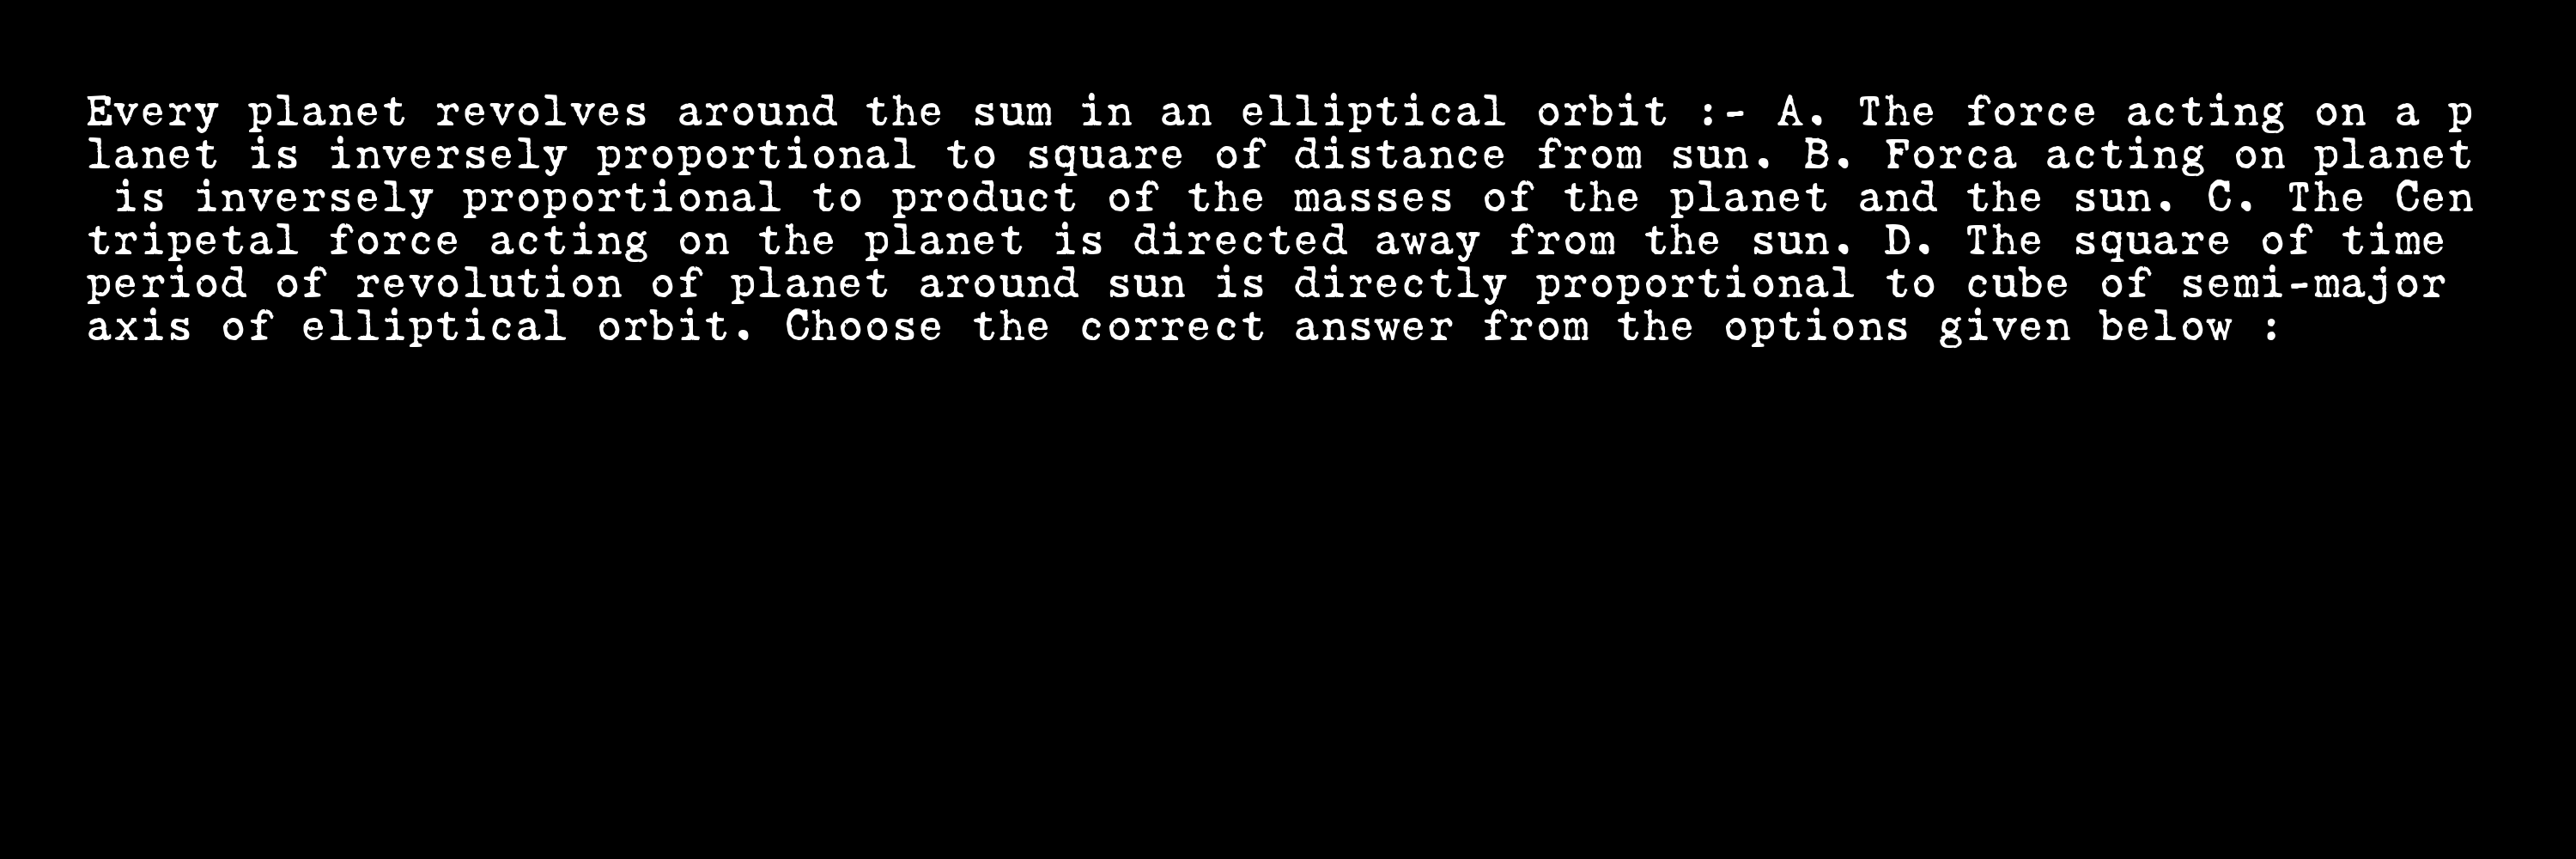 Every planet revolves around the sum in an elliptical orbit :- A. The force acting on a p
lanet is inversely proportional to square of distance from sun. B. Forca acting on planet
 is inversely proportional to product of the masses of the planet and the sun. C. The Cen
tripetal force acting on the planet is directed away from the sun. D. The square of time
period of revolution of planet around sun is directly proportional to cube of semi-major
axis of elliptical orbit. Choose the correct answer from the options given below :